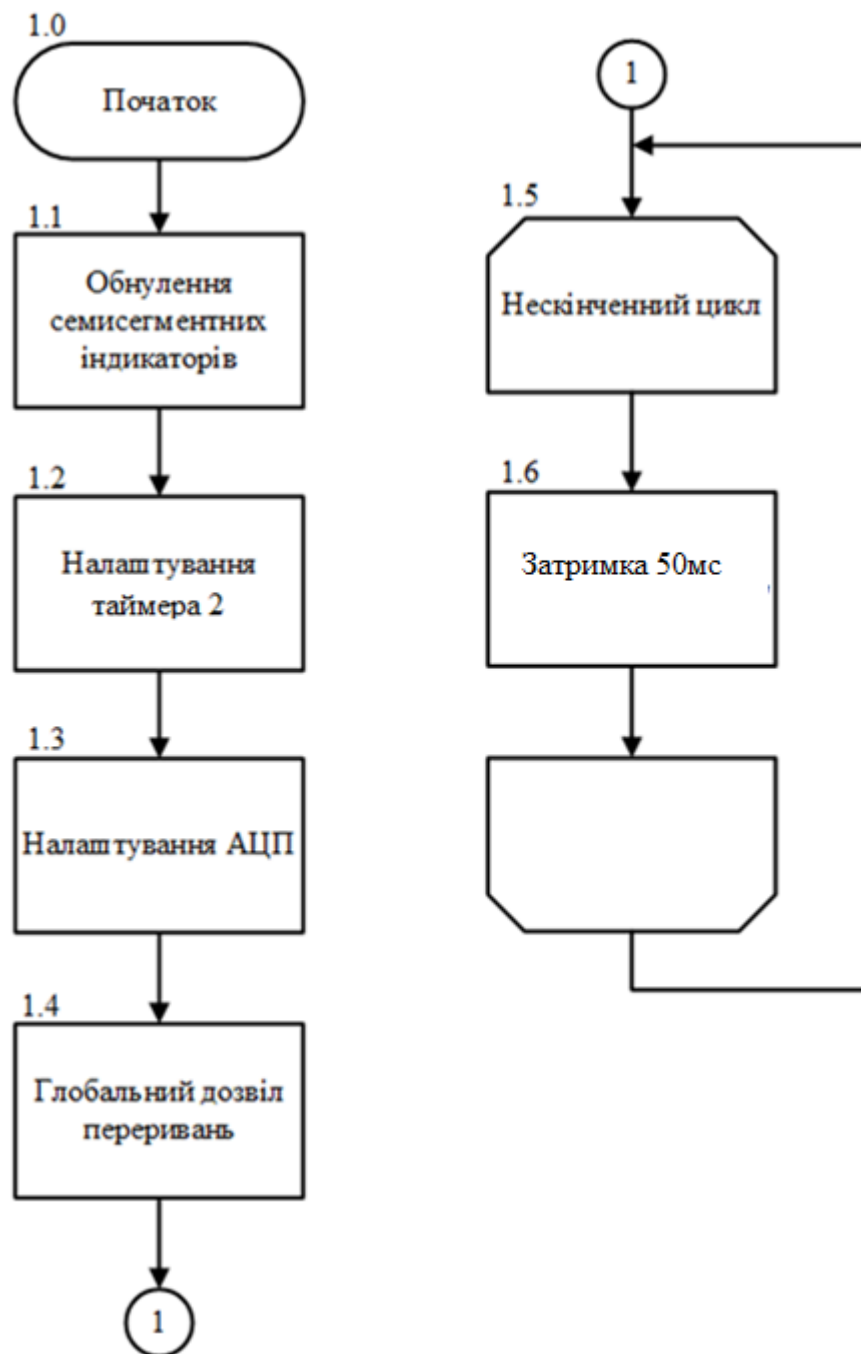 1.0
Початок
1.1
Обнулення
семисегментних
індикаторів
1.2
Налаштування
таймера 2
1.3
Налаштування АЦП
1.4
Глобальний дозвіл
переривань
1
1
1.5
Нескінченний цикл
1.6
Затримка 50мс